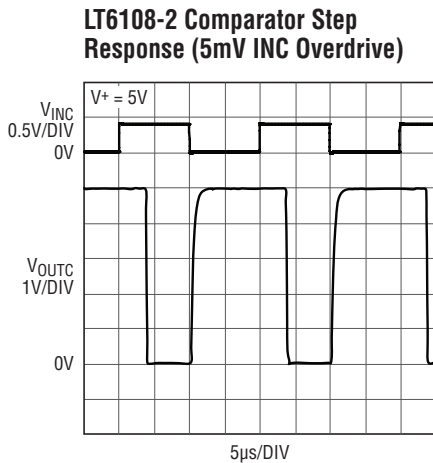 LT6108-2 Comparator Step
Response (5mV INC Overdrive)
V+ = 5V
VINC
0.5V/DIV
0V
VOUTC
1V/DIV
0V
5µs/DIV